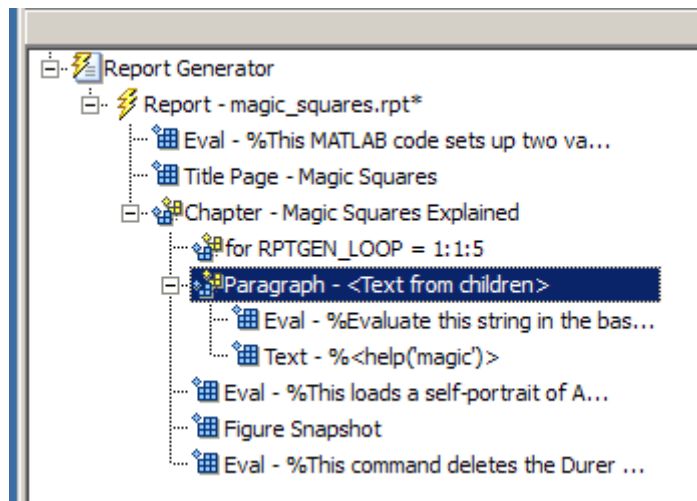 Report Generator
Report - magic_squares.rpt*
Eval - %This MATLAB code sets up two va...
Title Page - Magic Squares
Chapter - Magic Squares Explained
for RPTGEN_LOOP = 1:1:5
Paragraph - <Text from children>
Eval - %Evaluate this string in the bas...
Text - %<help('magic')>
Eval - %This loads a self-portrait of A...
Figure Snapshot
Eval - %This command deletes the Durer ...